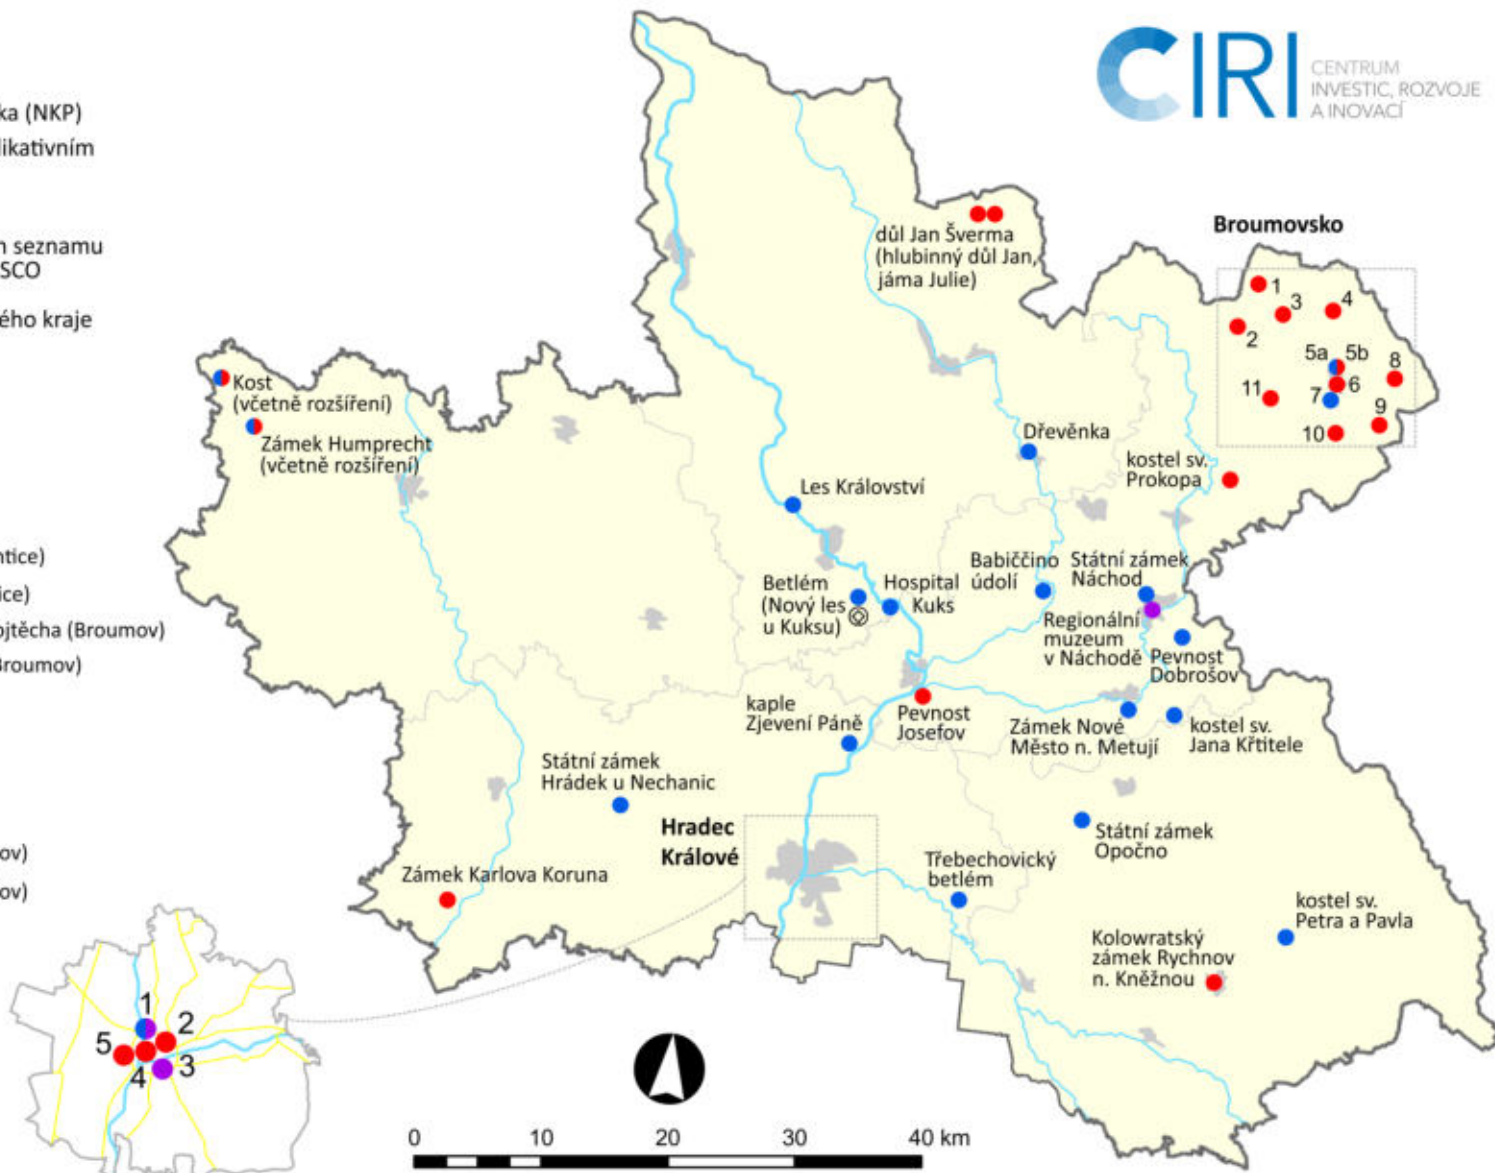 CIRI
CENTRUM
INVESTIC, ROZVOJE
A INOVACÍ
ka (NKP)
likativním
n seznamu
SCO
ého kraje
ntice)
ice)
ojtěcha (Broumov)
Broumov)
ov)
ov)
důl Jan Šverma
(hlubinný důl Jan,
jáma Julie)
Broumovsko
1
3
4
2
5a 5b
8
11
6
7
9
10
Kost
(včetně rozšíření)
Zámek Humprecht
(včetně rozšíření)
Dřevěnka
kostel sv.
Prokopa
Les Království
Babiččino
údolí
Státní zámek
Náchod
Betlém
(Nový les
u Kuksu)
Hospital
Kuks
Regionální
muzeum
v Náchodě
Pevnost
Dobrošov
kaple
Zjevení Páně
Pevnost
Josefov
Zámek Nové
Město n. Metují
kostel sv.
Jana Křtitele
Státní zámek
Hrádek u Nechanic
Hradec
Králové
Státní zámek
Opočno
Zámek Karlova Koruna
Třebechovický
betlém
kostel sv.
Petra a Pavla
Kolowratský
zámek Rychnov
n. Kněžnou
1
2
5
3
4
0 10 20 30 40 km